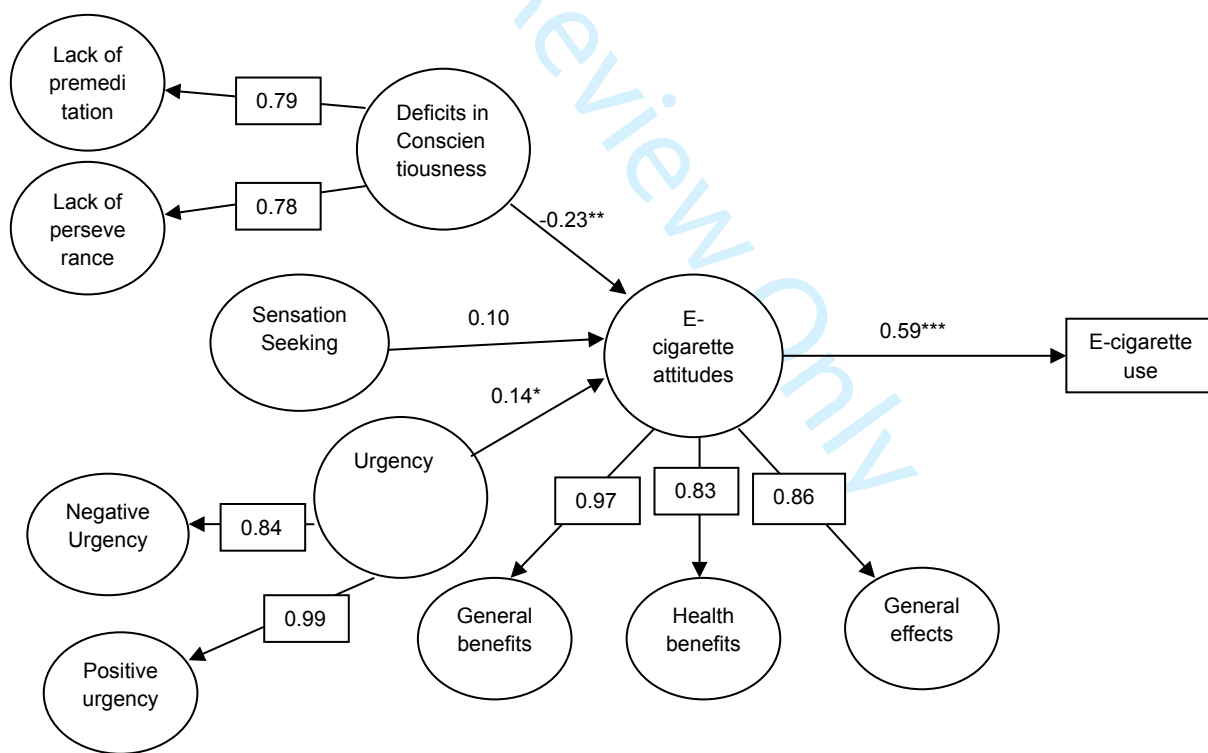 Lack of
premedi
tation
0.79
Deficits in
Conscien
tiousness
Lack of
perseve
rance
0.78
-0.23**
Sensation
Seeking
0.10
E-
cigarette
attitudes
0.59***
E-cigarette
use
0.14*
Urgency
Negative
Urgency
0.84
0.97
0.83
0.86
0.99
Positive
urgency
General
benefits
Health
benefits
General
effects
review only